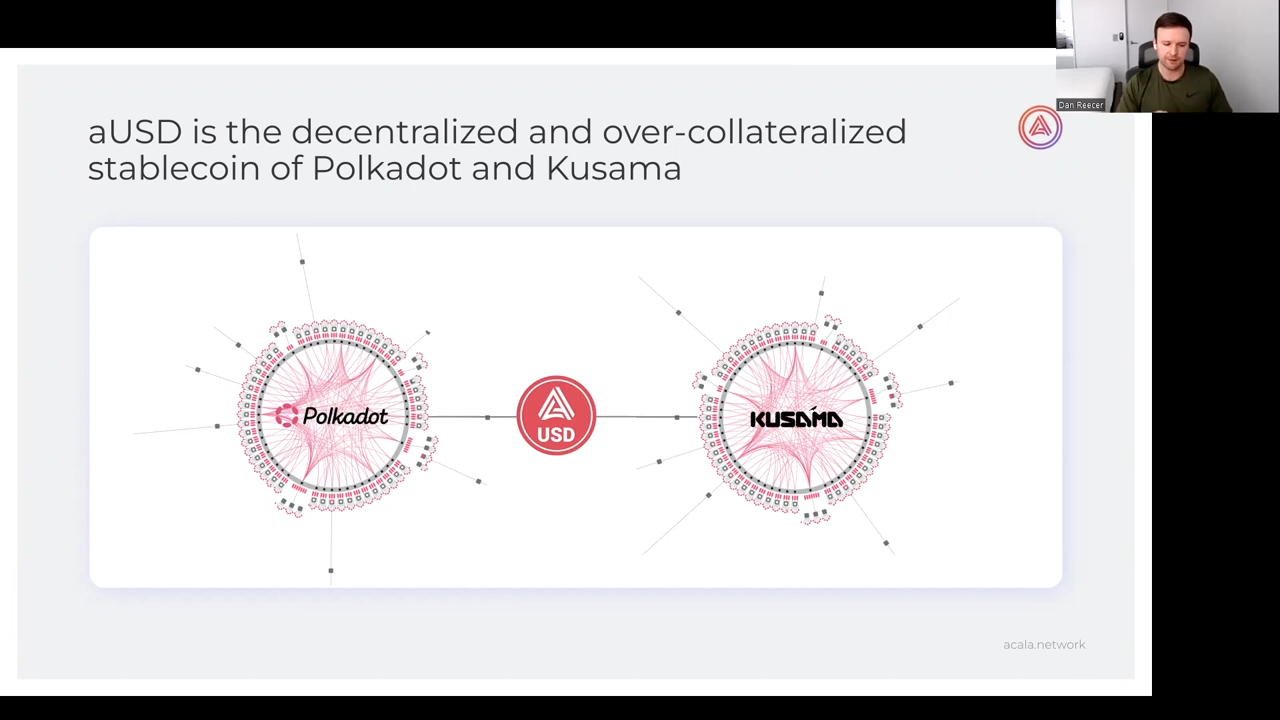 Dan Reecer
aUSD is the decentralized and over-collateralized
stablecoin of Polkadot and Kusama
Polkadot
USD
KUSAMA
acala.network